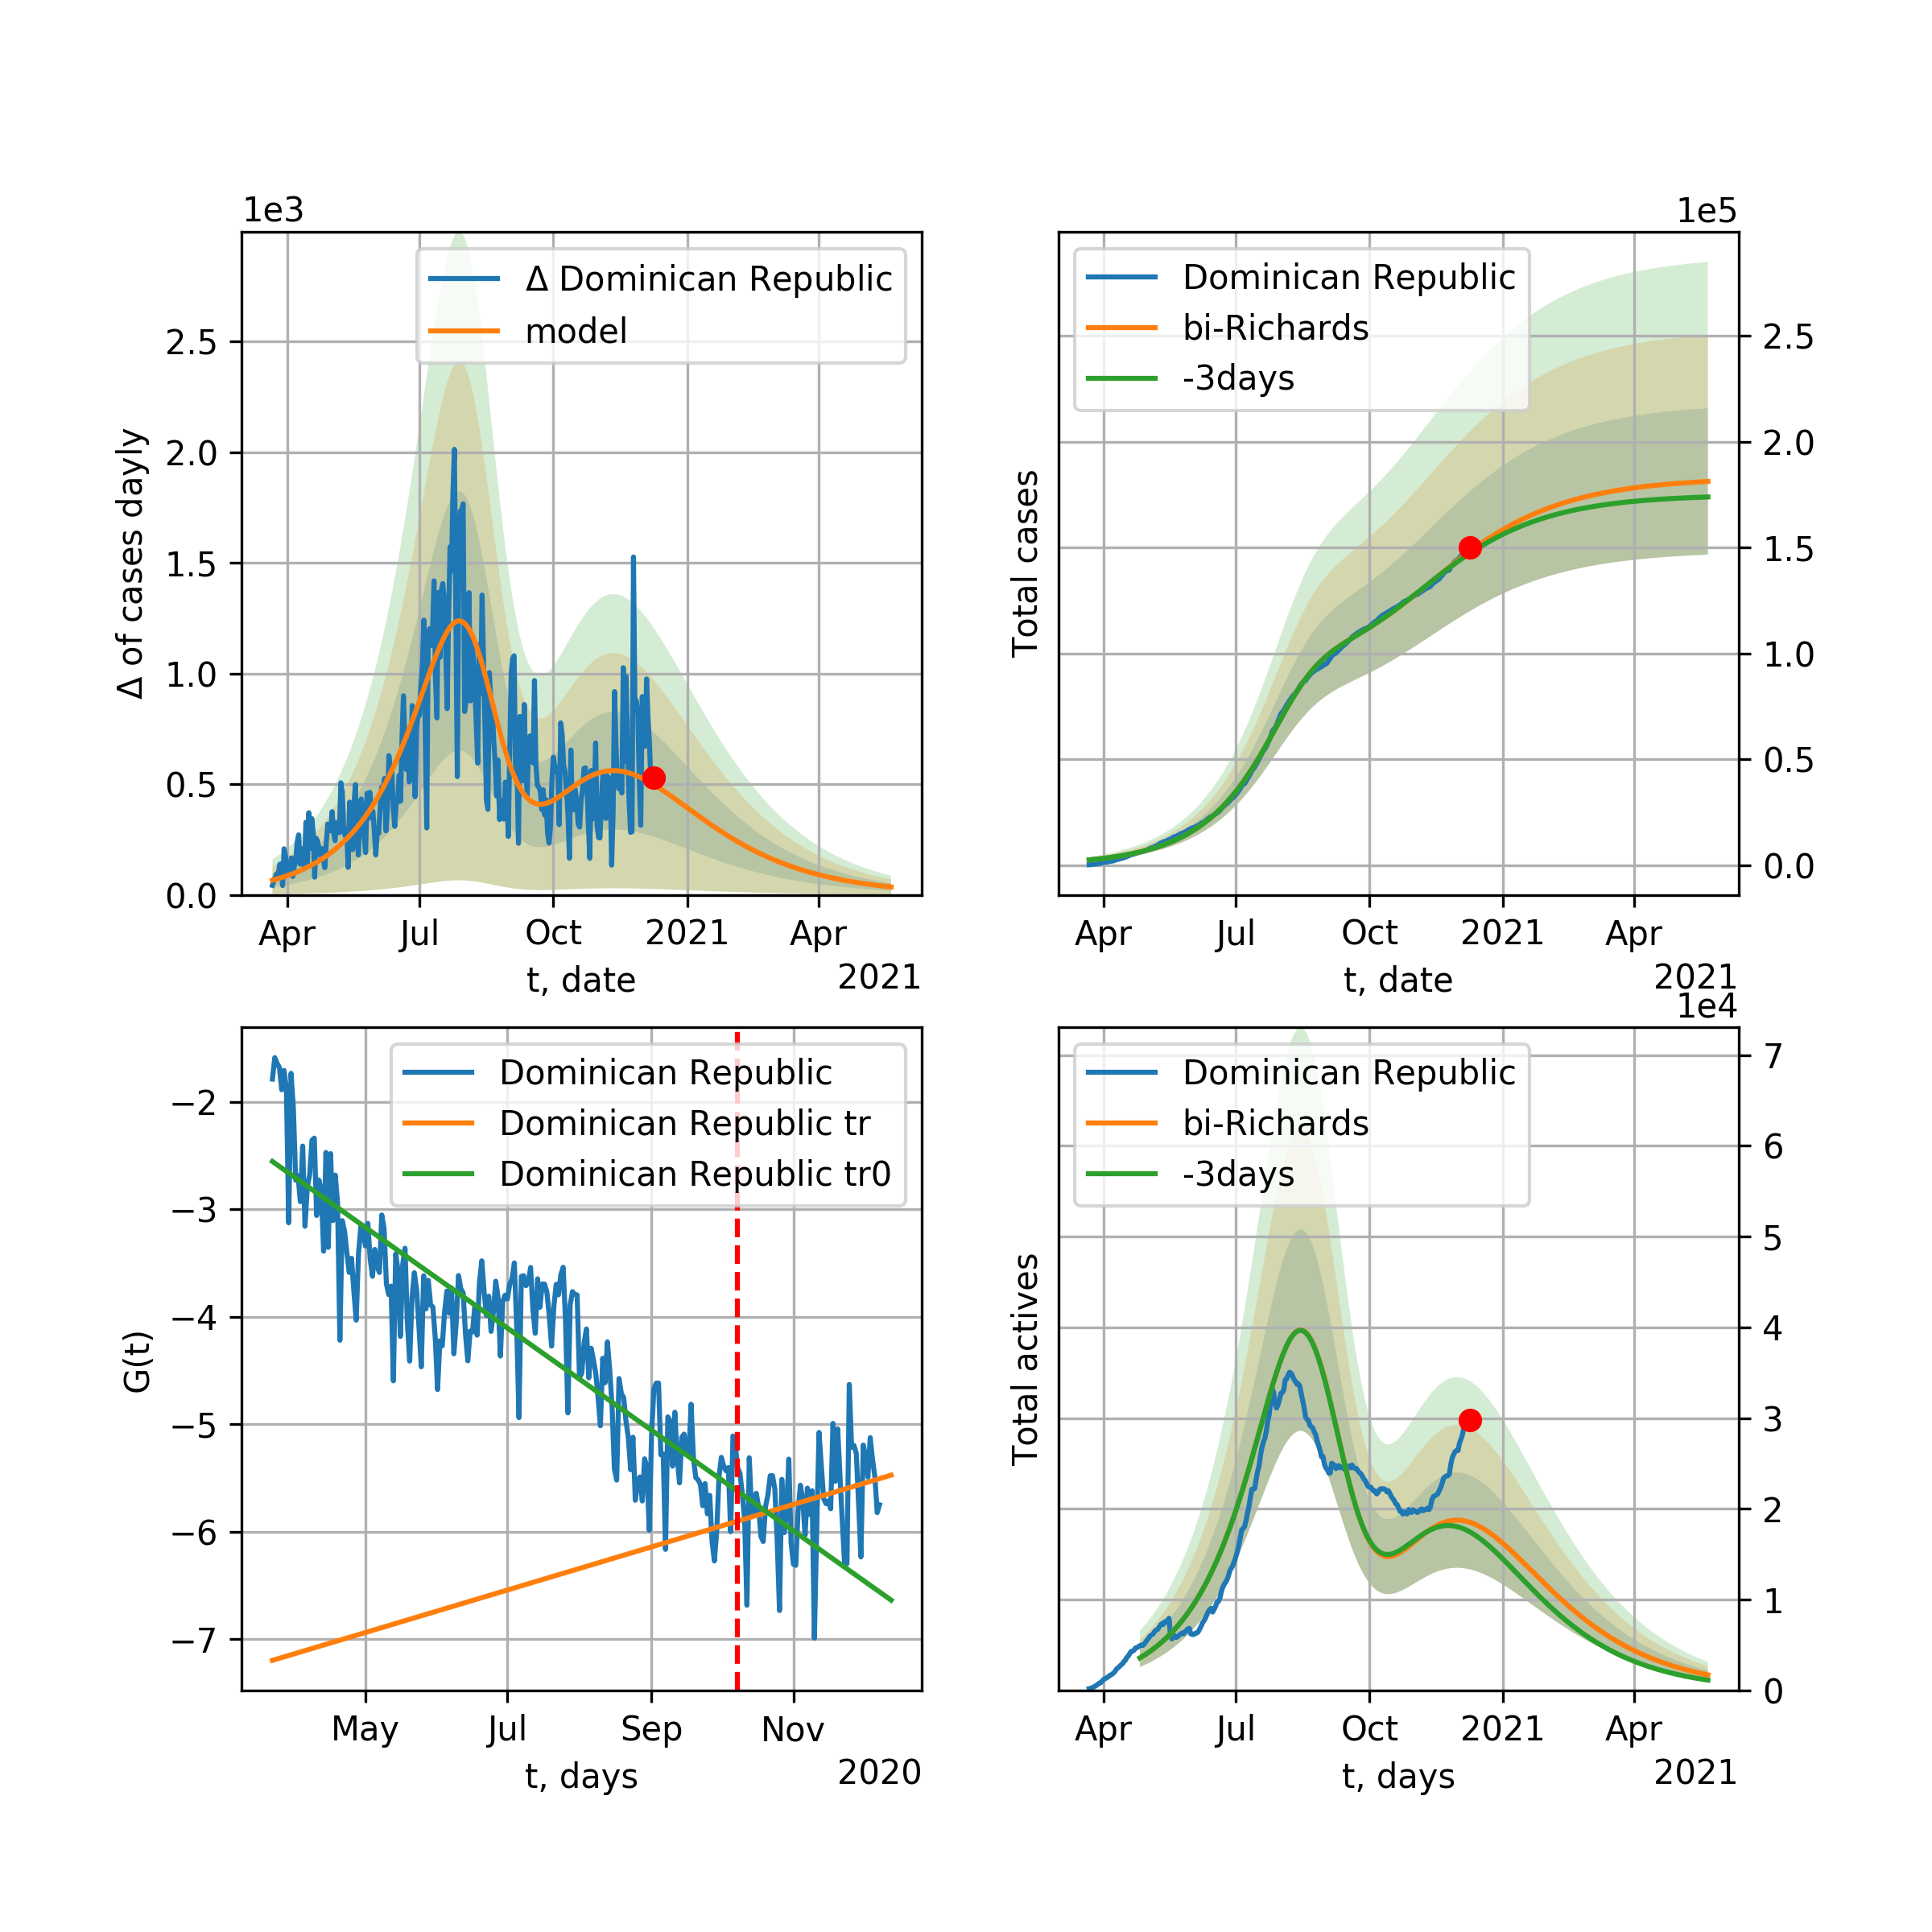 1e3
Δ Dominican Republic
model
2.5
2.0
1.5
1.0
0.5
0.0
Δ of cases dayly
Apr Jul Oct 2021 Apr
t, date
2021
1e5
Dominican Republic
bi-Richards
-3days
2.5
2.0
1.5
1.0
0.5
0.0
Total cases
Apr Jul Oct 2021 Apr
t, date
2021
Dominican Republic
Dominican Republic tr
Dominican Republic tr0
−2
−3
−4
−5
−6
−7
G(t)
May Jul Sep Nov
t, days
2020
1e4
Dominican Republic
bi-Richards
-3days
7
6
5
4
3
2
1
0
Total actives
Apr Jul Oct 2021 Apr
t, days
2021